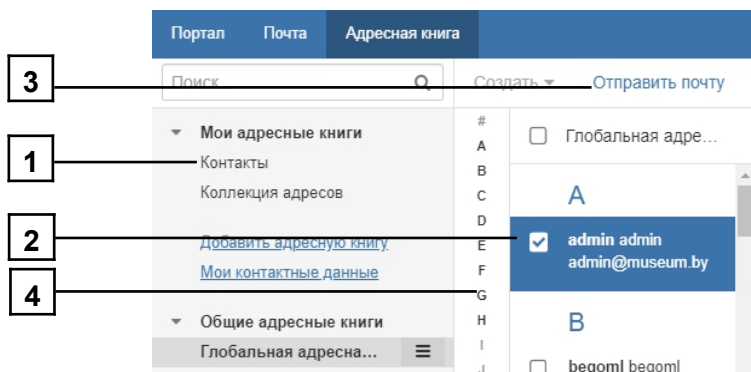 Портал Почта Адресная книга
3
Поиск
Создать
Отправить почту
1
Мои адресные книги
Контакты
Коллекция адресов
2
Добавить адресную книгу
Мои контактные данные
4
Общие адресные книги
Глобальная адресна...
#
A
B
C
D
E
F
G
H
I
J
Глобальная адре...
A
admin admin
admin@museum.by
B
begoml begoml